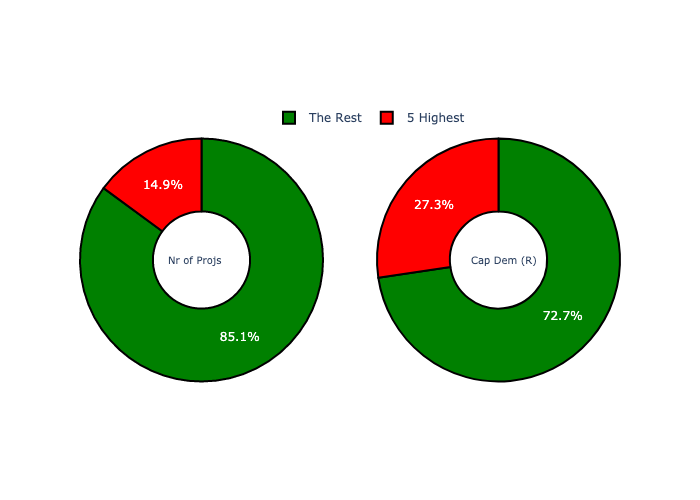 The Rest
5 Highest
14.9%
Nr of Projs
85.1%
27.3%
Cap Dem (R)
72.7%